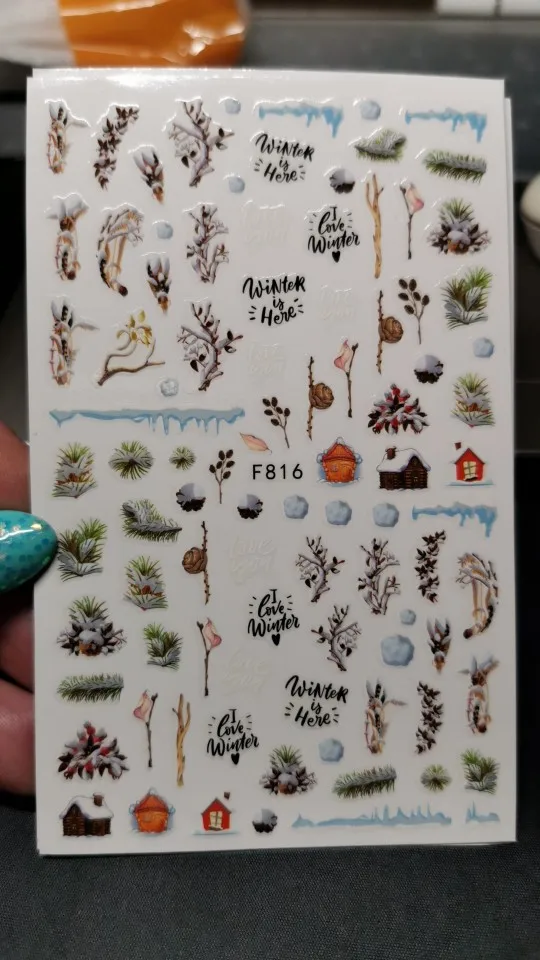 Winter
is
Here
I
love
Winter
Winter
is
Here
F816
I
love
Winter
Winter
is
Here
I
love
Winter